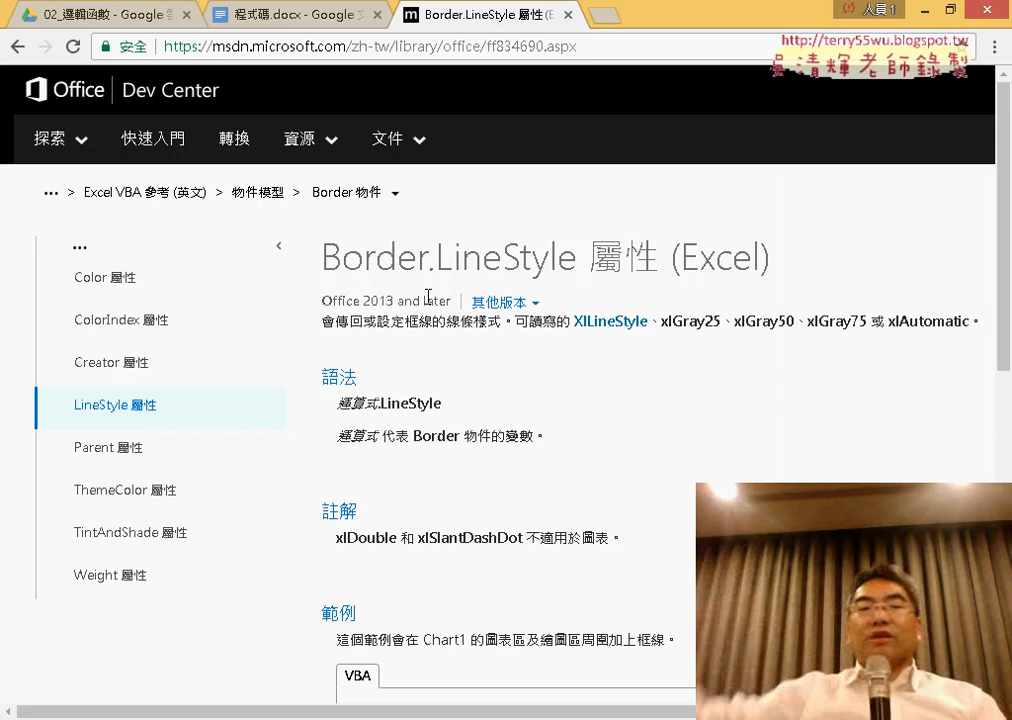 02_邏輯函數 - Google 雲
程式碼.docx - Google 文
Border.LineStyle 屬性 (E
人員 1
安全
https://msdn.microsoft.com/zh-tw/library/office/ff834690.aspx
http://terry55wu.blogspot.tw
吳清輝老師錄製
Office
Dev Center
探索
快速入門
轉換
資源
文件
... > Excel VBA 參考 (英文) > 物件模型 > Border 物件
...
Color 屬性
ColorIndex 屬性
Creator 屬性
LineStyle 屬性
Parent 屬性
ThemeColor 屬性
TintAndShade 屬性
Weight 屬性
Border.LineStyle 屬性 (Excel)
Office 2013 and Later
其他版本
會傳回或設定框線的線條樣式。可讀寫的 XlLineStyle、xlGray25、xlGray50、xlGray75 或 xlAutomatic。
語法
運算式.LineStyle
運算式 代表 Border 物件的變數。
註解
xlDouble 和 xlSlantDashDot 不適用於圖表。
範例
這個範例會在 Chart1 的圖表區及繪圖區周圍加上框線。
VBA